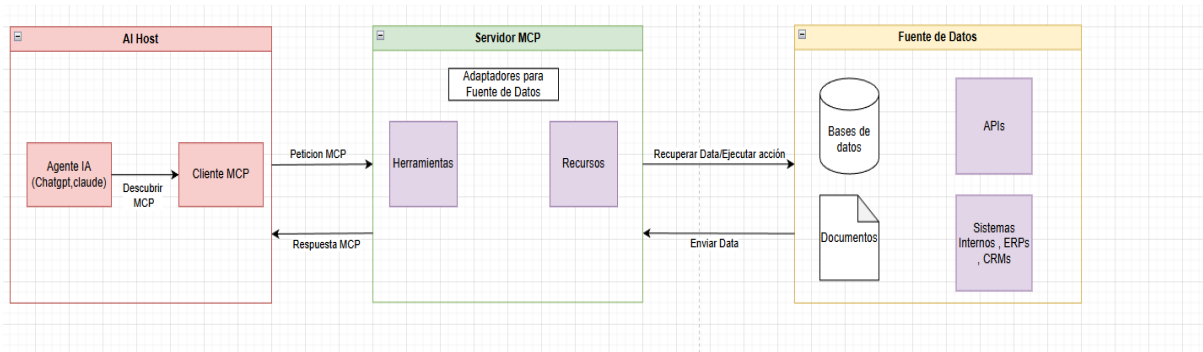 AI Host
Agente IA
(Chatgpt,claude)
Descubrir
MCP
Cliente MCP
Peticion MCP
Respuesta MCP
Servidor MCP
Adaptadores para
Fuente de Datos
Herramientas
Recursos
Recuperar Data/Ejecutar acción
Enviar Data
Fuente de Datos
Bases de
datos
APIs
Documentos
Sistemas
Internos , ERPs
, CRMs